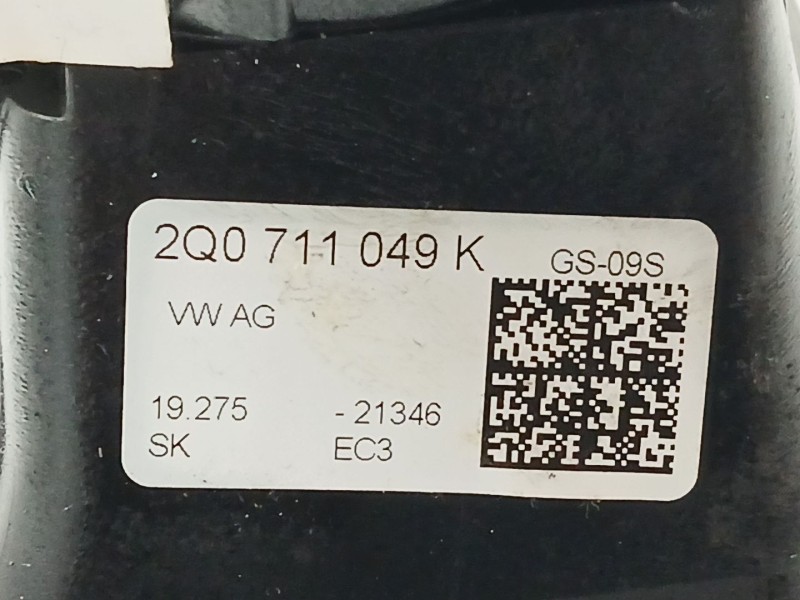 2Q0 711 049 K
GS-09S
VW AG
19.275 - 21346
SK EC3